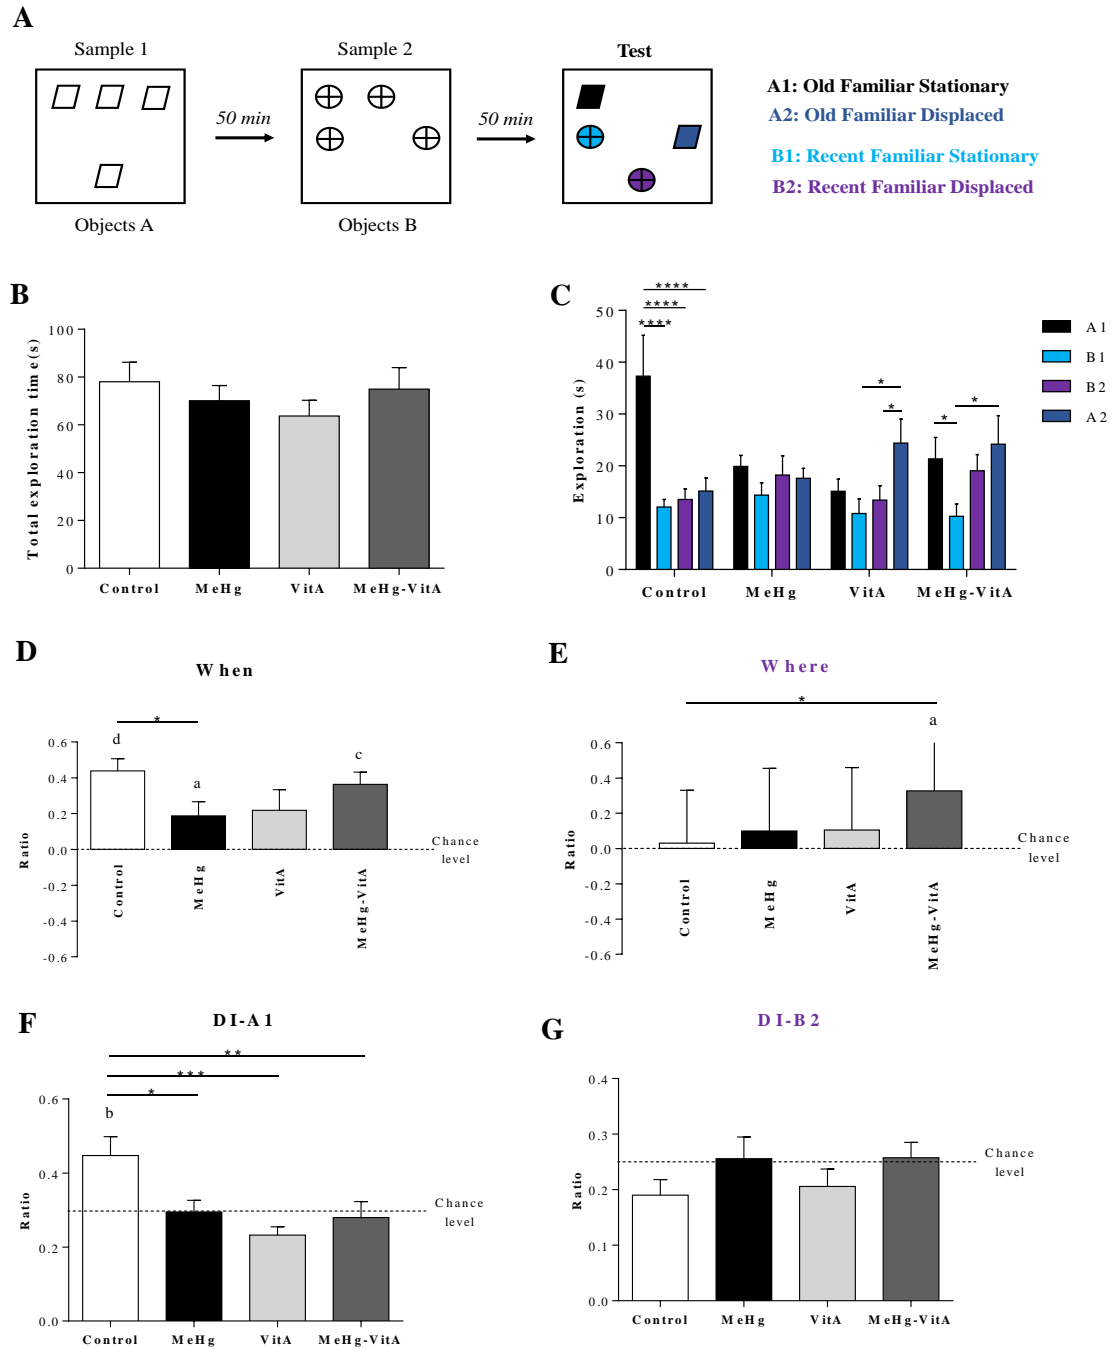 A
Sample 1
Sample 2
Test
50 min
50 min
A1: Old Familiar Stationary
A2: Old Familiar Displaced
B1: Recent Familiar Stationary
B2: Recent Familiar Displaced
Objects A
Objects B
B
Total exploration time(s)
100
80
60
40
20
0
Control
MeHg
VitA
MeHg-VitA
C
Exploration (s)
50
40
30
20
10
0
****
****
****
*
*
*
*
Control
MeHg
VitA
MeHg-VitA
A1
B1
B2
A2
D
When
Ratio
0.6
0.4
0.2
0.0
-0.2
-0.4
-0.6
*
d
a
c
Chance
level
Control
MeHg
VitA
MeHg-VitA
E
Where
Ratio
0.6
0.4
0.2
0.0
-0.2
-0.4
-0.6
*
a
Chance
level
Control
MeHg
VitA
MeHg-VitA
F
DI-A1
Ratio
0.6
0.4
0.2
0.0
**
***
*
b
Chance
level
Control
MeHg
VitA
MeHg-VitA
G
DI-B2
Ratio
0.4
0.3
0.2
0.1
0.0
Chance
level
Control
MeHg
VitA
MeHg-VitA